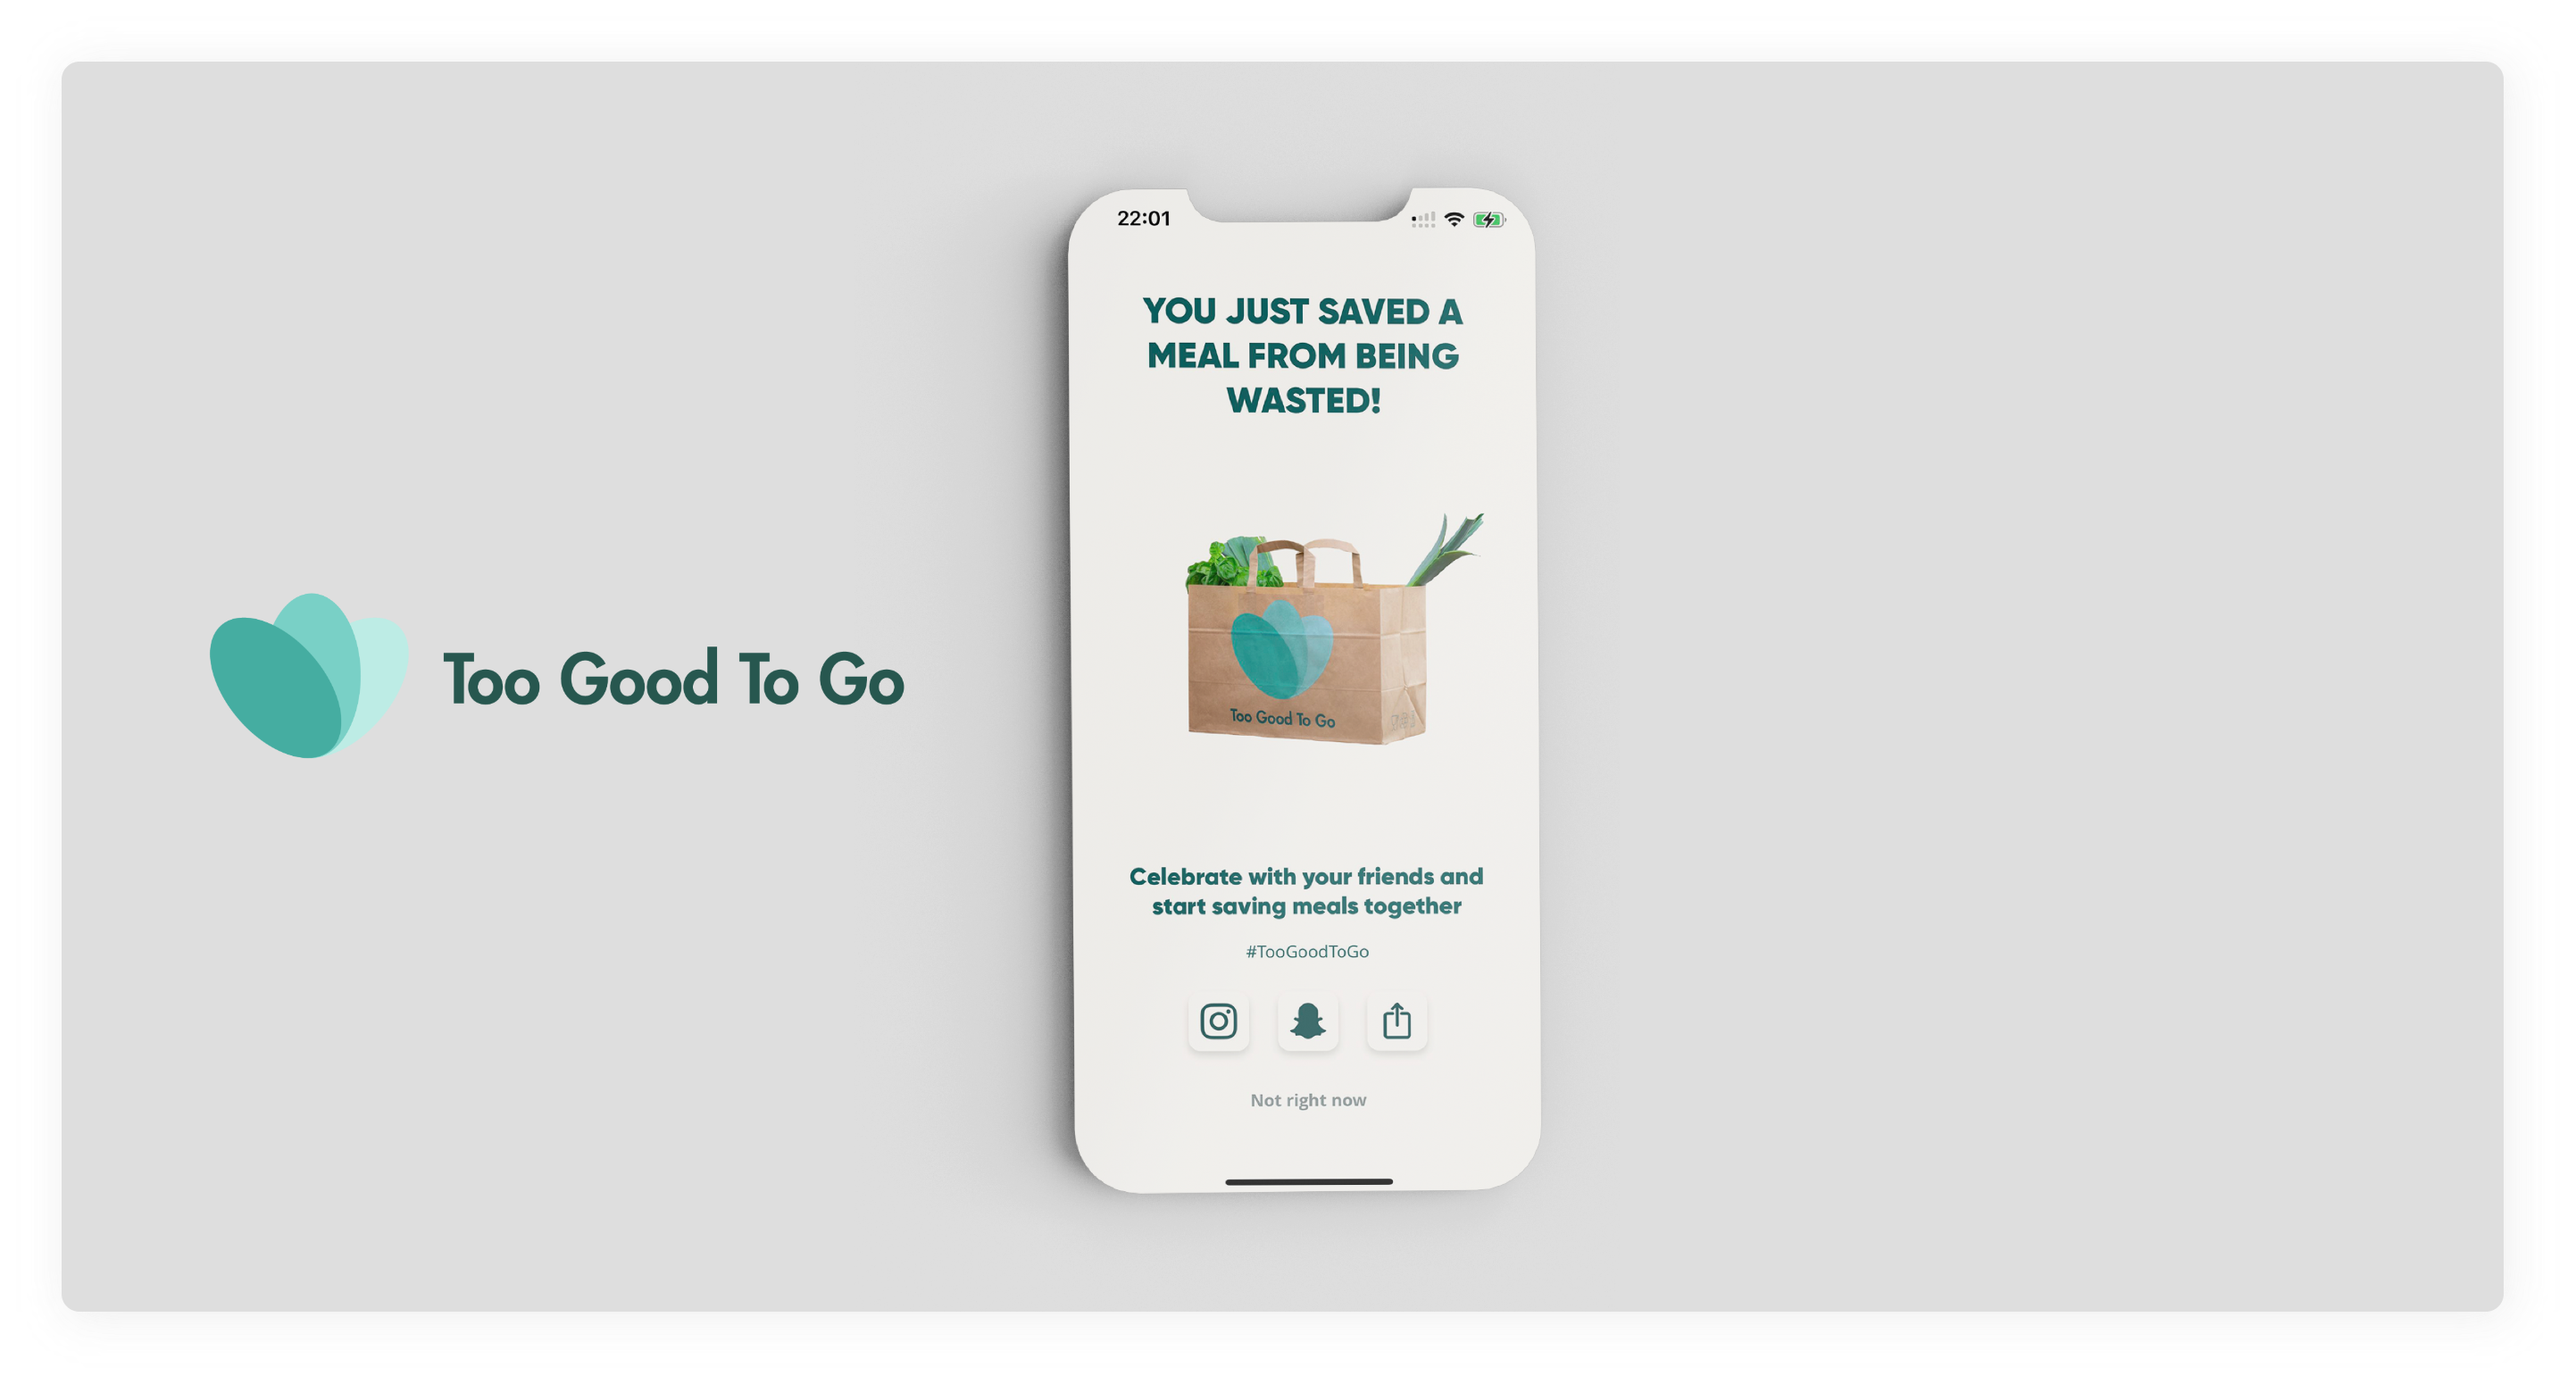 Too Good To Go
22:01
YOU JUST SAVED A
MEAL FROM BEING
WASTED!
Too Good To Go
Celebrate with your friends and
start saving meals together
#TooGoodToGo
Not right now